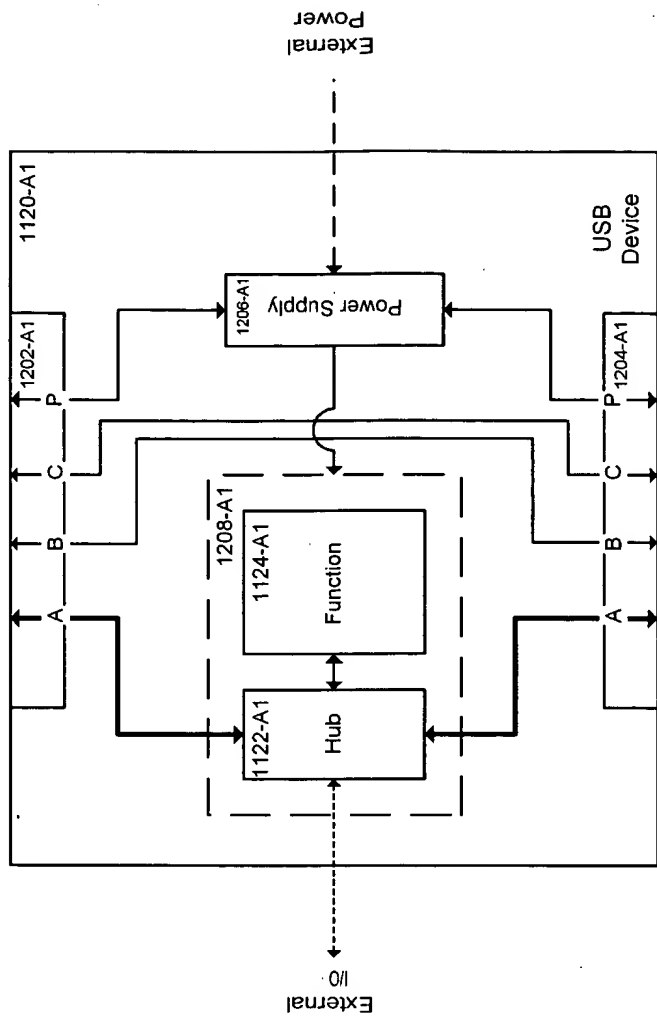 External
Power
1120-A1
1202-A1
P
C
B
A
1206-A1
Power Supply
1208-A1
1124-A1
Function
1122-A1
Hub
External
I/O
USB
Device
1204-A1
P
C
B
A